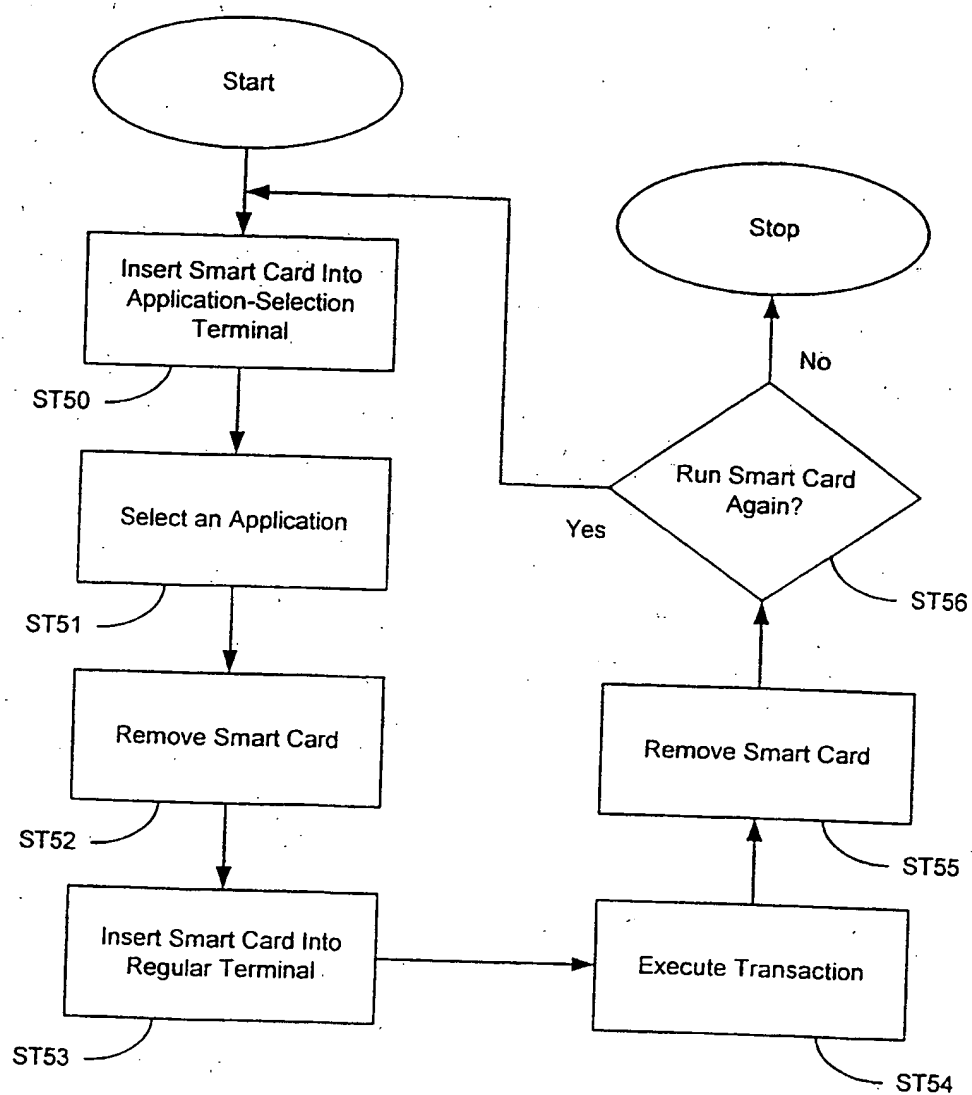 Start
Insert Smart Card Into
Application-Selection
Terminal
ST50
Select an Application
ST51
Remove Smart Card
ST52
Insert Smart Card Into
Regular Terminal
ST53
Execute Transaction
ST54
Remove Smart Card
ST55
Run Smart Card
Again?
ST56
Yes
No
Stop